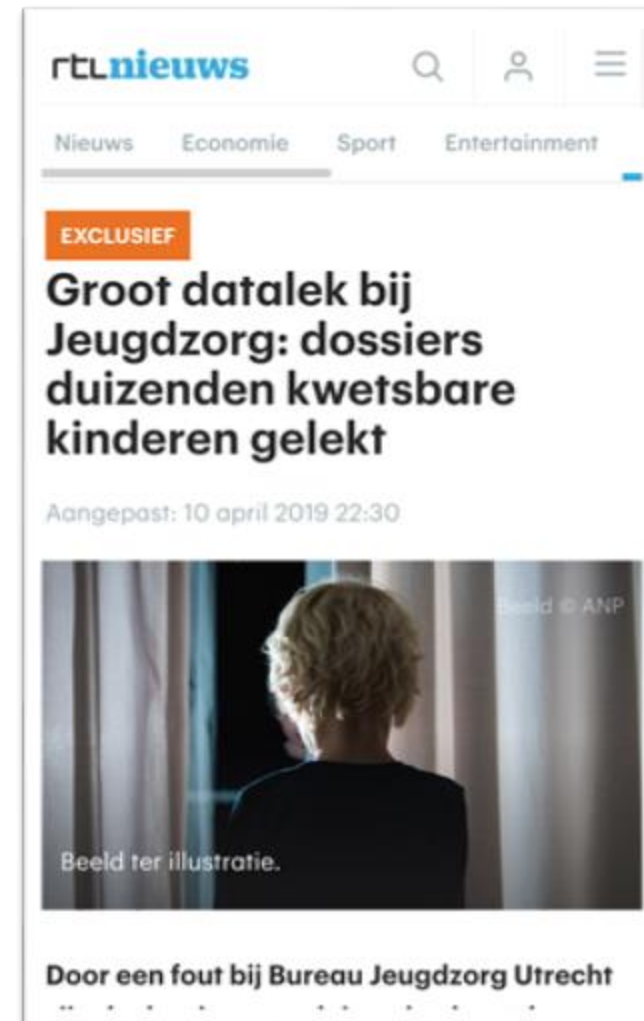 rtlnieuws
Nieuws Economie Sport Entertainment
EXCLUSIEF
Groot datalek bij
Jeugdzorg: dossiers
duizenden kwetsbare
kinderen gelekt
Aangepast: 10 april 2019 22:30
Beeld © ANP
Beeld ter illustratie.
Door een fout bij Bureau Jeugdzorg Utrecht